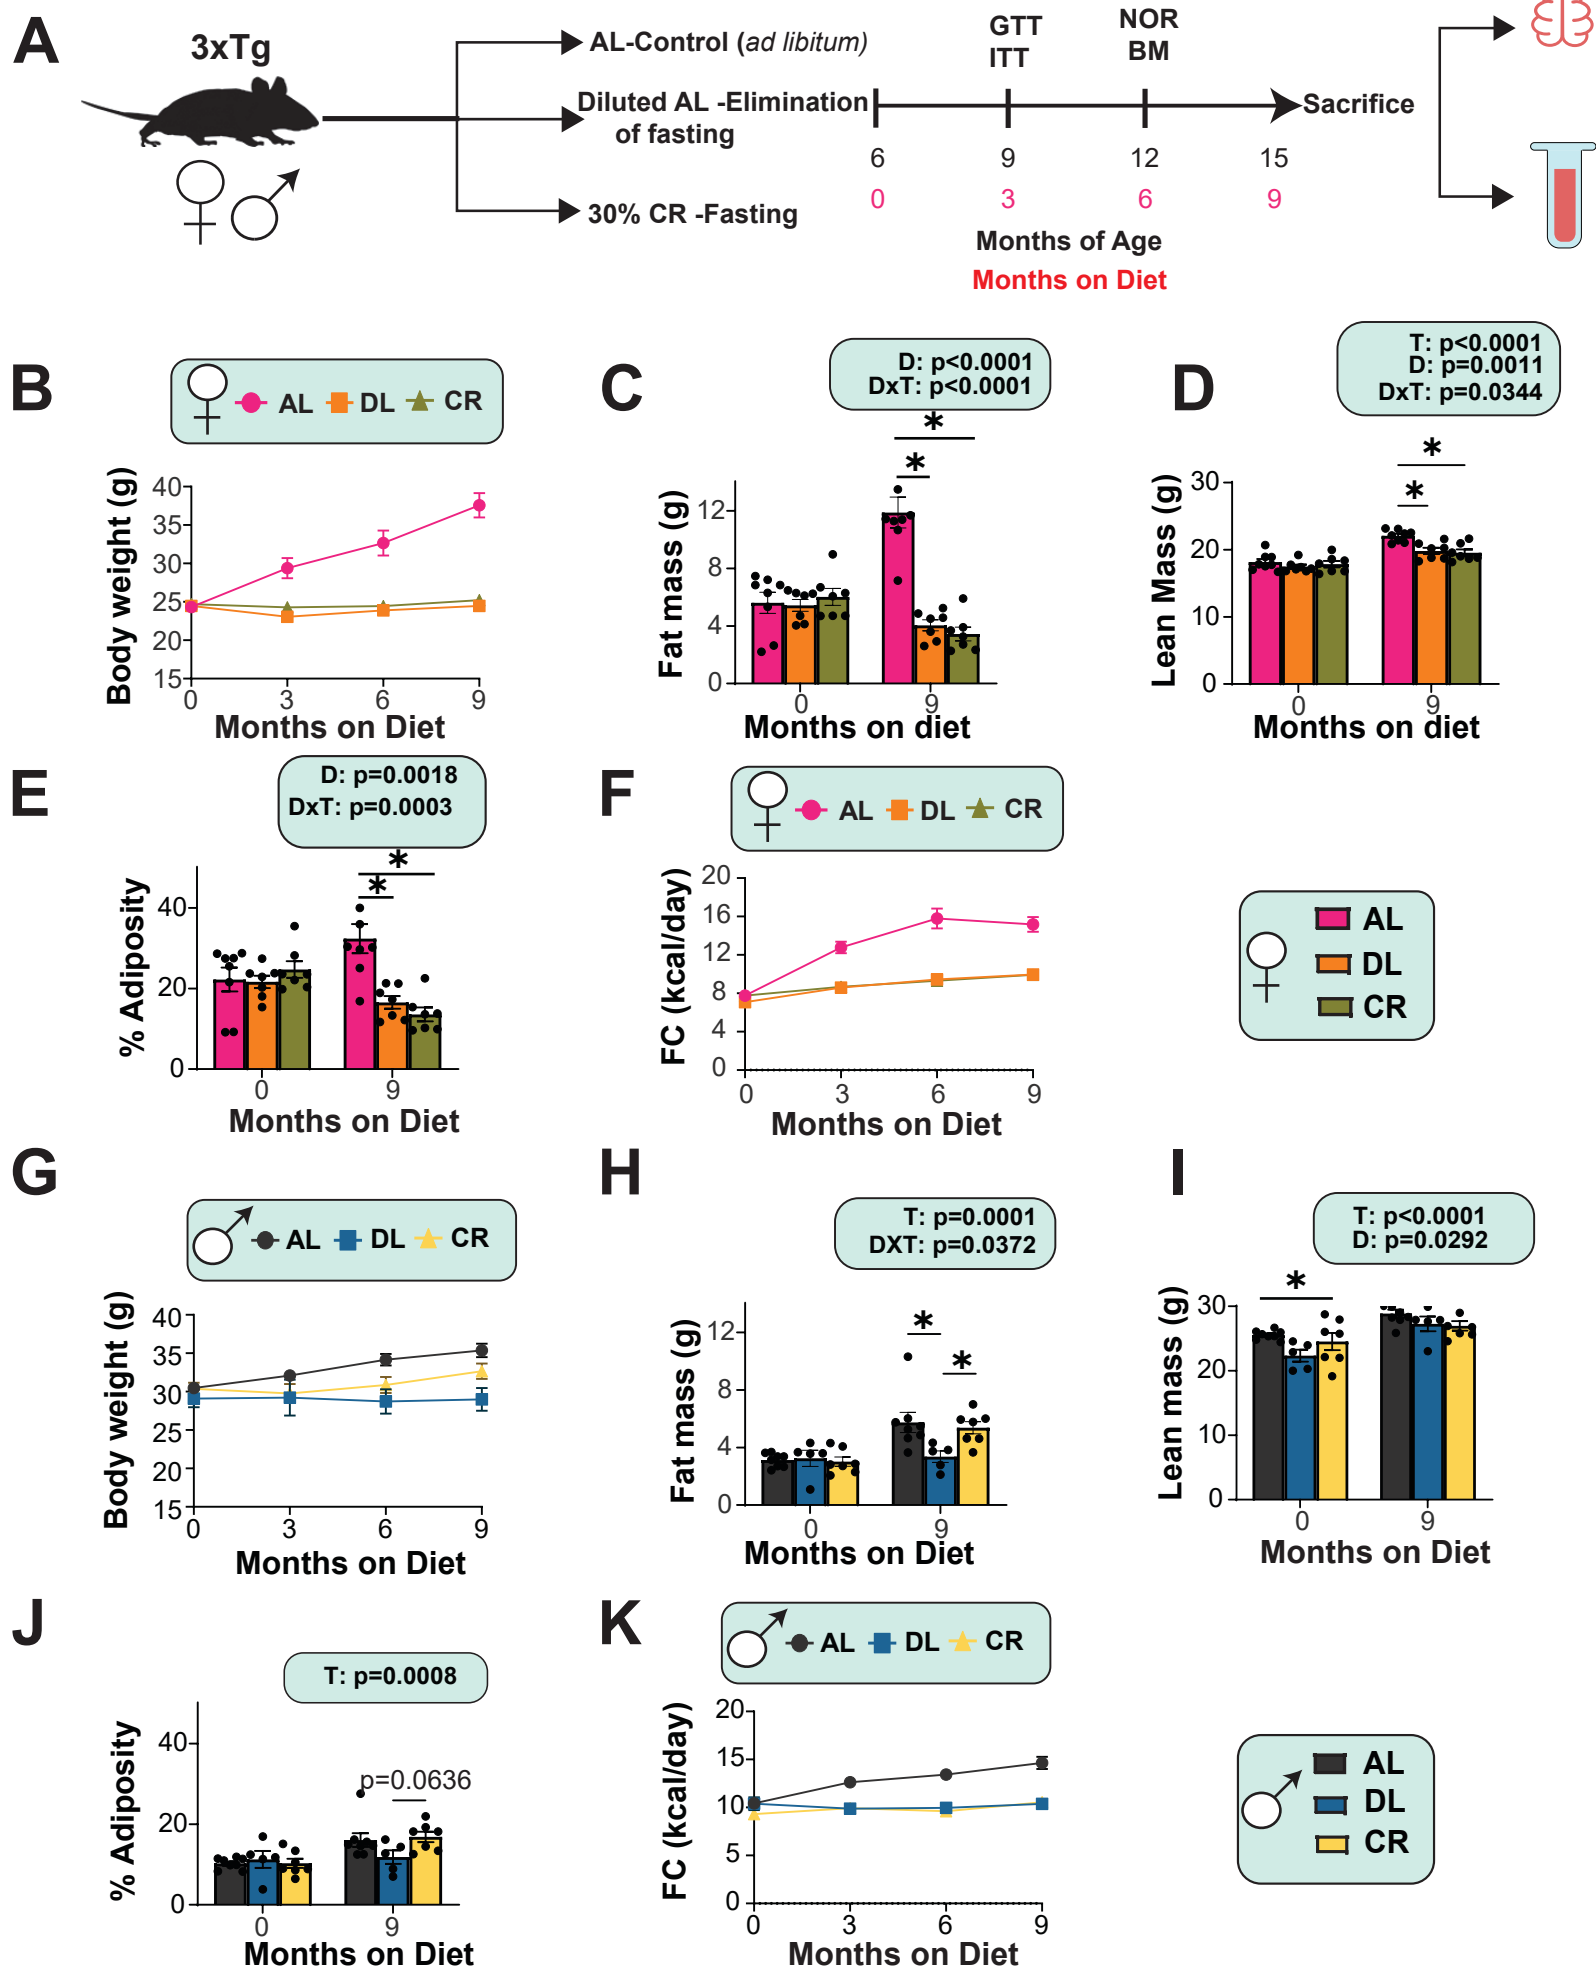 A
3xTg
AL-Control (ad libitum)
Diluted AL -Elimination
of fasting
30% CR -Fasting
GTT
ITT
NOR
BM
Sacrifice
6 9 12 15
0 3 6 9
Months of Age
Months on Diet
B
AL DL CR
Body weight (g)
40
35
30
25
20
15
0 3 6 9
Months on Diet
C
D: p<0.0001
DxT: p<0.0001
*
*
Fat mass (g)
12
8
4
0
0 9
Months on diet
D
T: p<0.0001
D: p=0.0011
DxT: p=0.0344
*
*
Lean Mass (g)
30
20
10
0
0 9
Months on diet
E
D: p=0.0018
DxT: p=0.0003
*
*
% Adiposity
40
20
0
0 9
Months on Diet
F
AL DL CR
FC (kcal/day)
20
16
12
8
4
0
0 3 6 9
Months on Diet
AL
DL
CR
G
AL DL CR
Body weight (g)
40
35
30
25
20
15
0 3 6 9
Months on Diet
H
T: p=0.0001
DXT: p=0.0372
*
*
Fat mass (g)
12
8
4
0
0 9
Months on Diet
I
T: p<0.0001
D: p=0.0292
*
Lean mass (g)
30
20
10
0
0 9
Months on Diet
J
T: p=0.0008
p=0.0636
% Adiposity
40
20
0
0 9
Months on Diet
K
AL DL CR
FC (kcal/day)
20
15
10
5
0
0 3 6 9
Months on Diet
AL
DL
CR